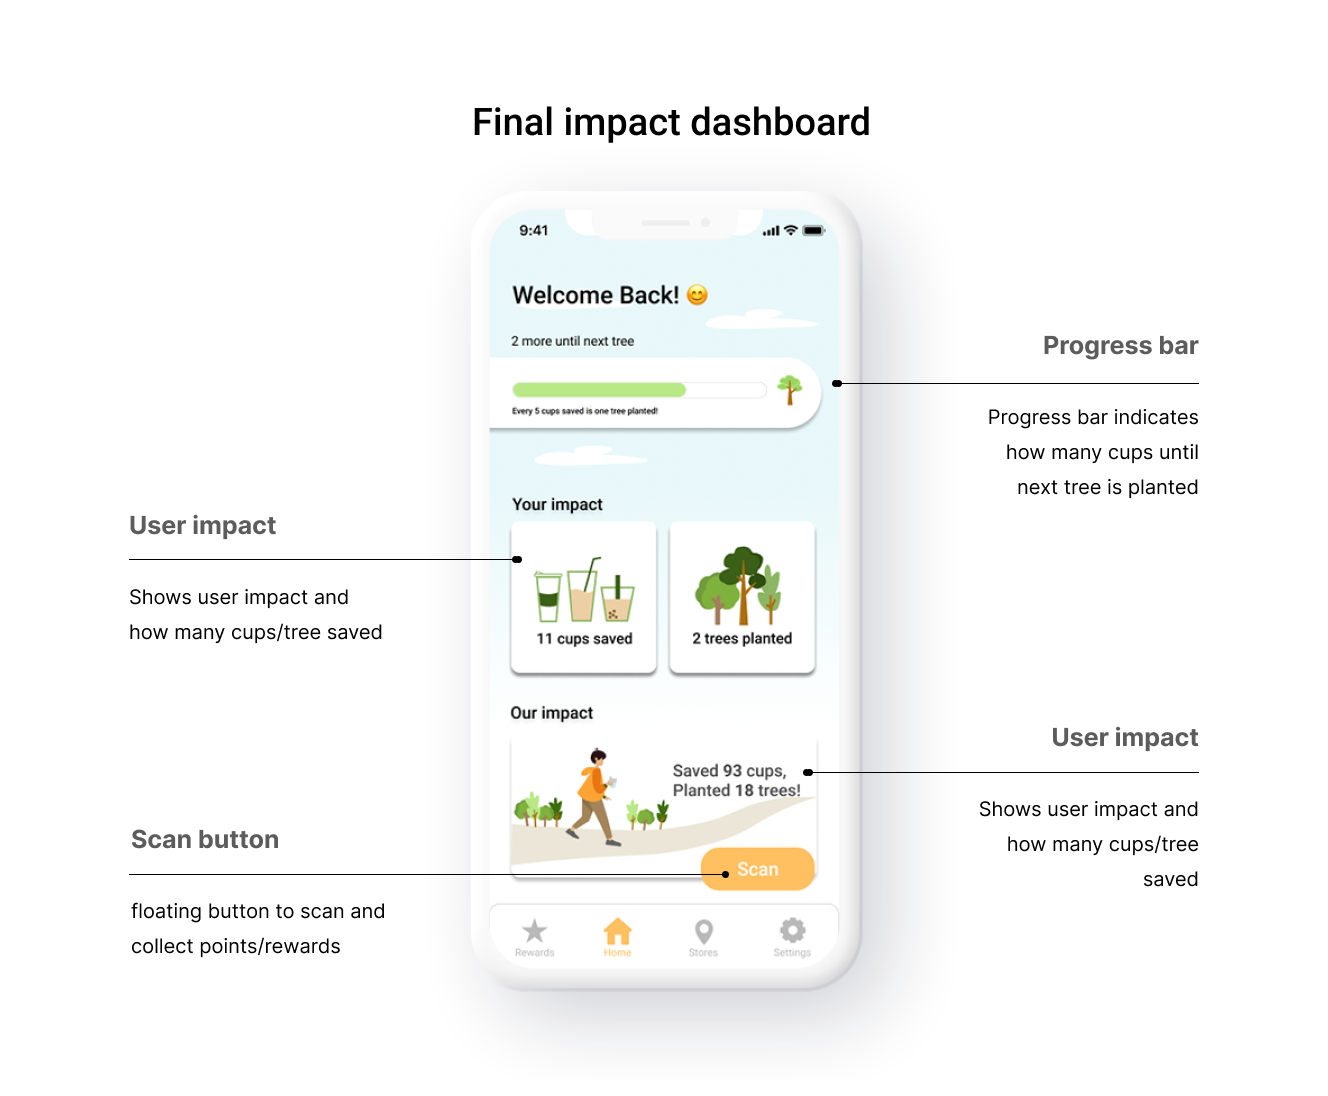 Final impact dashboard
9:41
Welcome Back! 😊
2 more until next tree
Every 5 cups saved is one tree planted!
Progress bar
Progress bar indicates
how many cups until
next tree is planted
Your impact
11 cups saved
2 trees planted
User impact
Shows user impact and
how many cups/tree saved
Our impact
Saved 93 cups,
Planted 18 trees!
User impact
Shows user impact and
how many cups/tree
saved
Scan button
floating button to scan and
collect points/rewards
Scan
Rewards
Home
Stores
Settings